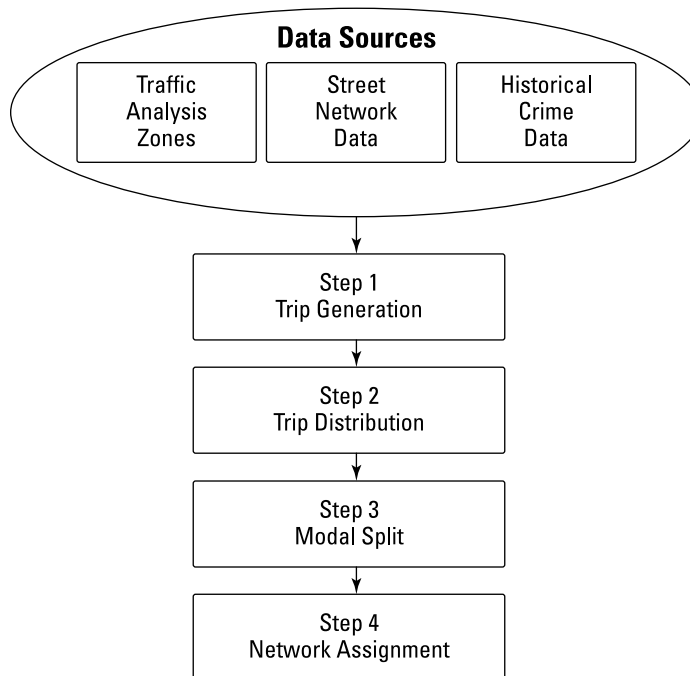 Data Sources
Traffic
Analysis
Zones
Street
Network
Data
Historical
Crime
Data
Step 1
Trip Generation
Step 2
Trip Distribution
Step 3
Modal Split
Step 4
Network Assignment